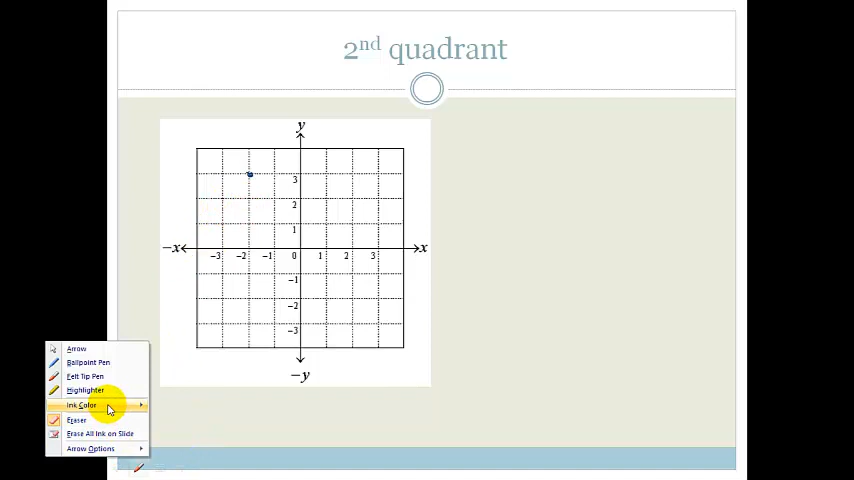 2nd quadrant
y
3
2
1
−x
−3 −2 −1 0 1 2 3
x
−1
−2
−3
−y
Arrow
Ballpoint Pen
Felt Tip Pen
Highlighter
Ink Color
Eraser
Erase All Ink on Slide
Arrow Options